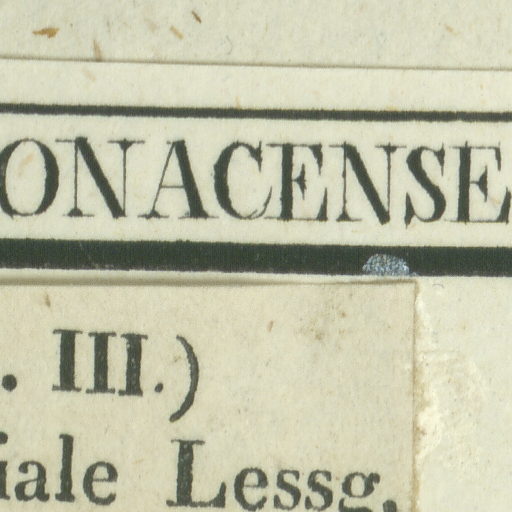 ONACENSE
. III.)
iale Lessg.